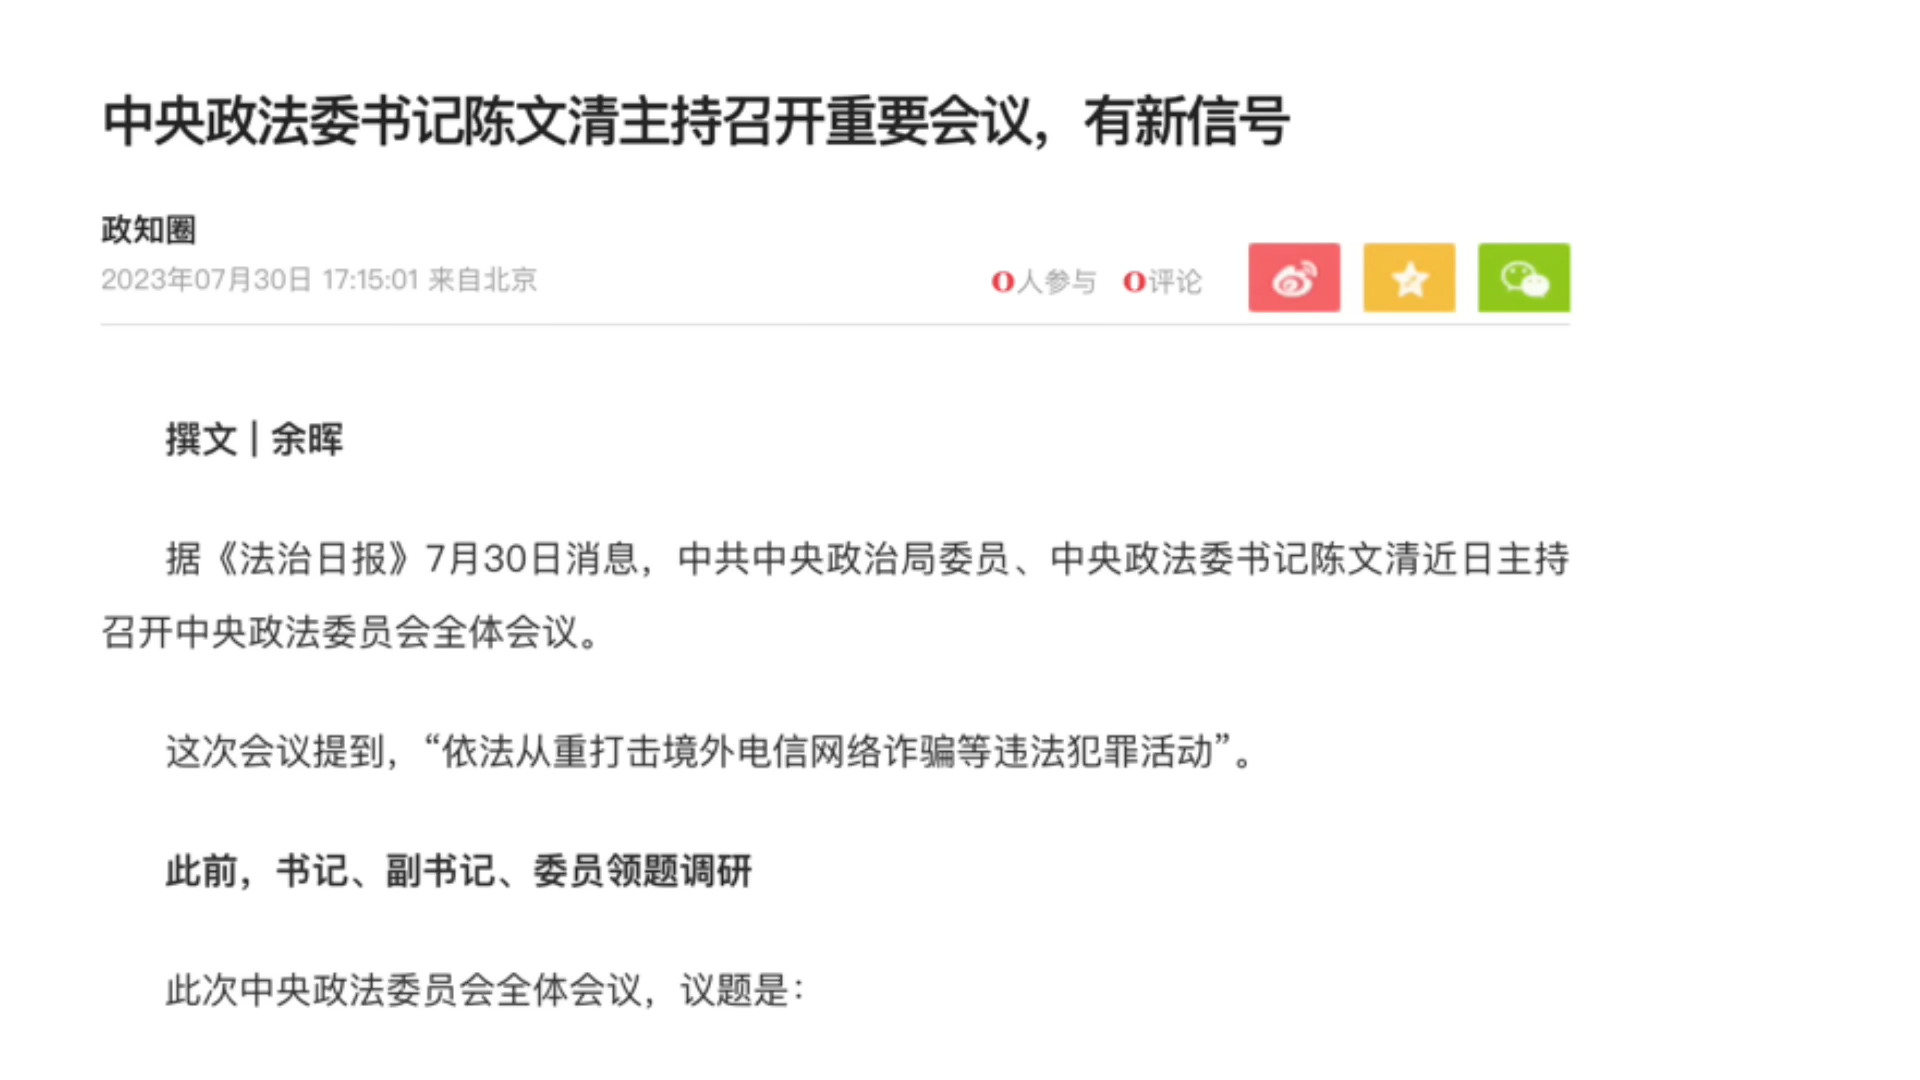 中央政法委书记陈文清主持召开重要会议，有新信号
政知圈
2023年07月30日 17:15:01 来自北京
0人参与 0评论
撰文 | 余晖
据《法治日报》7月30日消息，中共中央政治局委员、中央政法委书记陈文清近日主持
召开中央政法委员会全体会议。
这次会议提到，“依法从重打击境外电信网络诈骗等违法犯罪活动”。
此前，书记、副书记、委员领题调研
此次中央政法委员会全体会议，议题是：